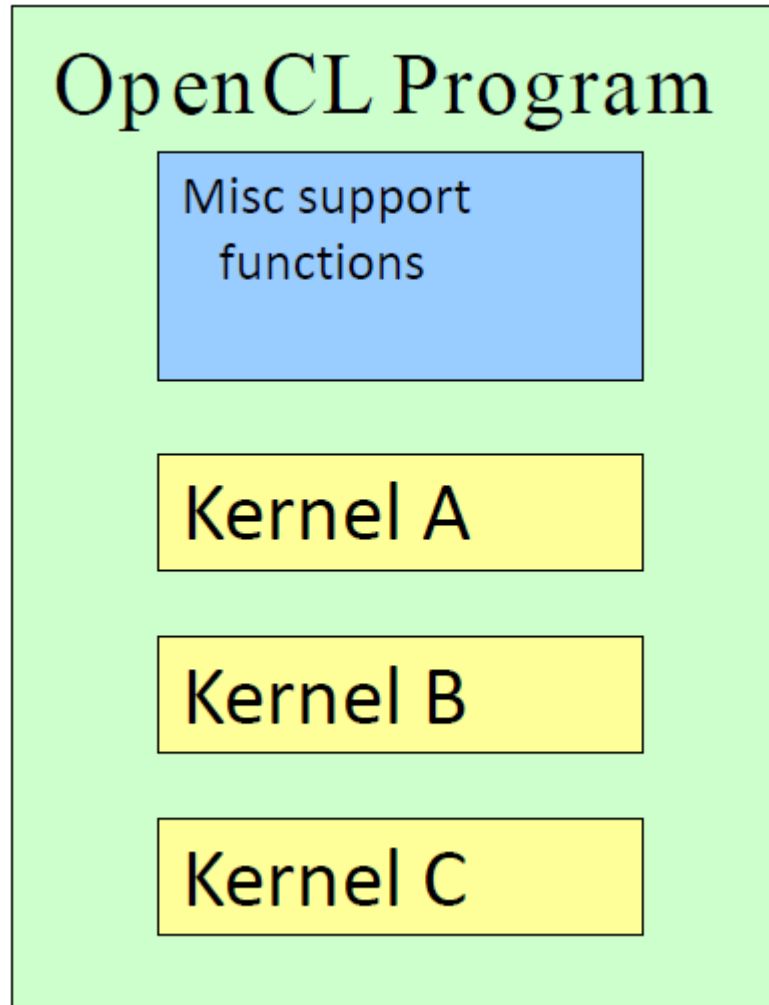 OpenCL Program
Misc support
functions
Kernel A
Kernel B
Kernel C